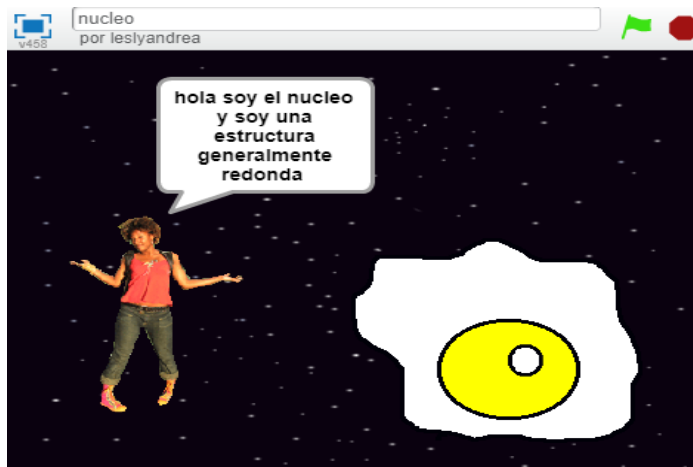 nucleo
por leslyandrea
v458
hola soy el nucleo
y soy una
estructura
generalmente
redonda